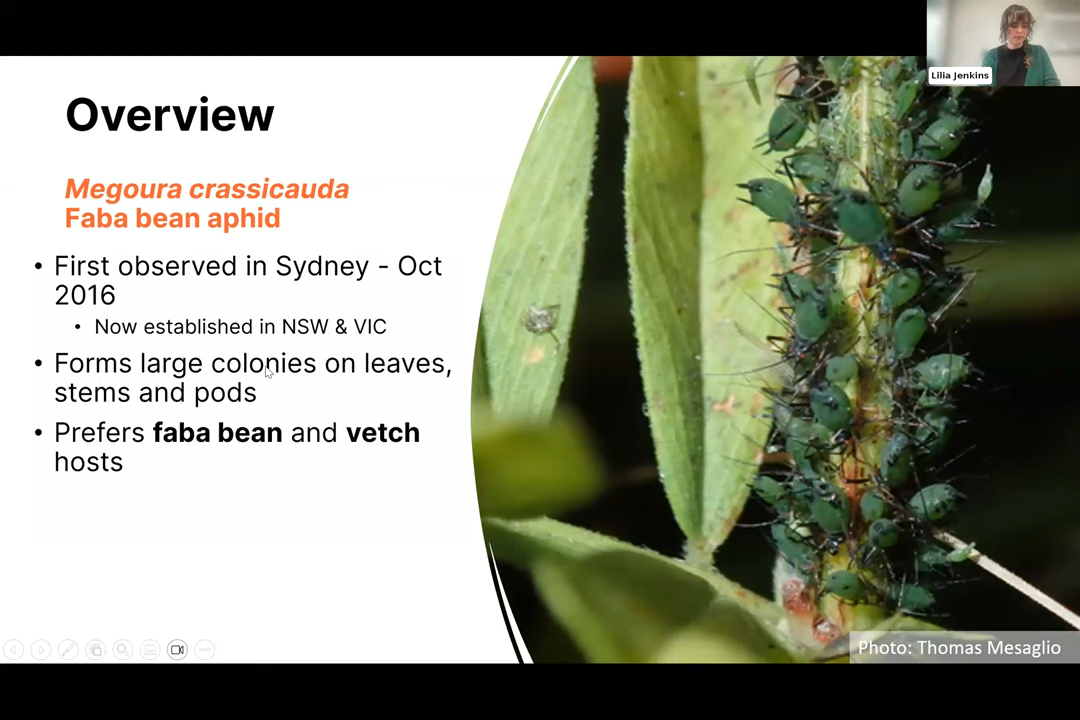 Lilia Jenkins
Overview
Megoura crassicauda
Faba bean aphid
• First observed in Sydney - Oct
2016
• Now established in NSW & VIC
• Forms large colonies on leaves,
stems and pods
• Prefers faba bean and vetch
hosts
Photo: Thomas Mesaglio